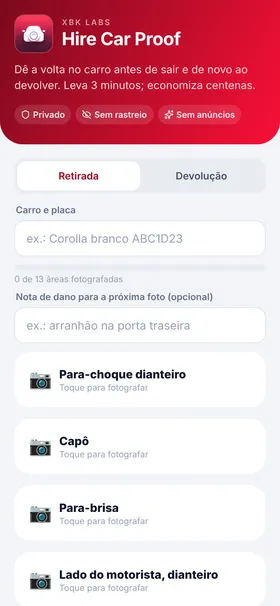 XBK LABS
Hire Car Proof
Dê a volta no carro antes de sair e de novo ao
devolver. Leva 3 minutos; economiza centenas.
Privado
Sem rastreio
Sem anúncios
Retirada
Devolução
Carro e placa
ex.: Corolla branco ABC1D23
0 de 13 áreas fotografadas
Nota de dano para a próxima foto (opcional)
ex.: arranhão na porta traseira
Para-choque dianteiro
Toque para fotografar
Capô
Toque para fotografar
Para-brisa
Toque para fotografar
Lado do motorista, dianteiro
Toque para fotografar